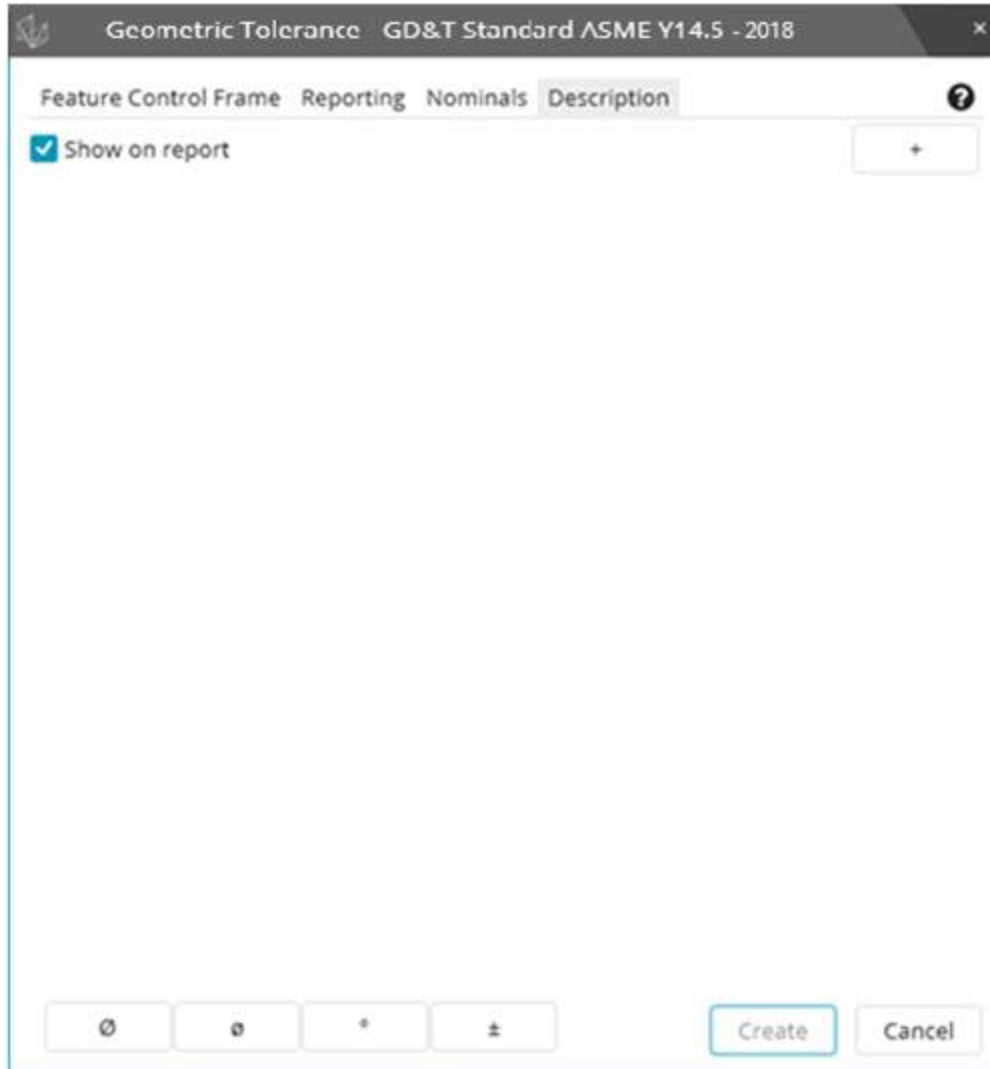 Geometric Tolerance GD&T Standard ASME Y14.5 - 2018 ×
Feature Control Frame Reporting Nominals Description ?
Show on report +
Ø ø ° ± Create Cancel